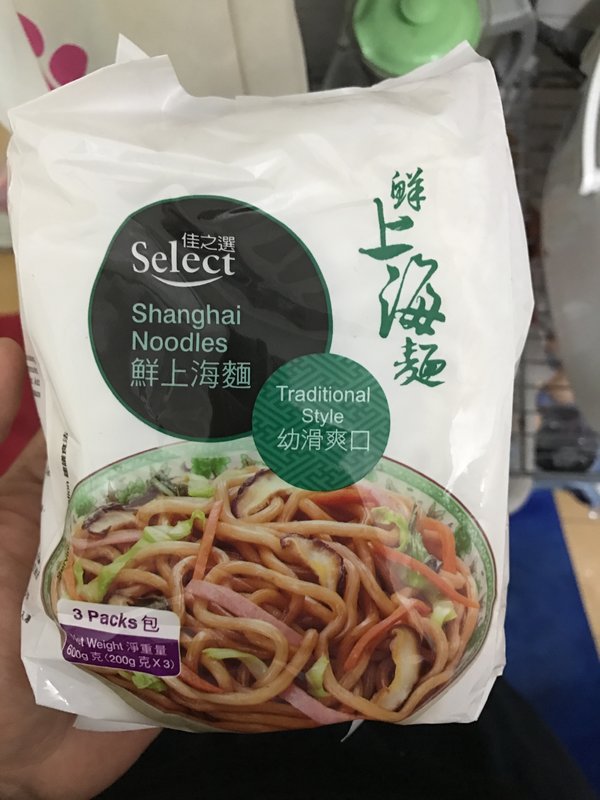 佳之選
Select
Shanghai
Noodles
鮮上海麵
鮮上海麵
Traditional
Style
幼滑爽口
3 Packs 包
Net Weight 淨重量
600g 克 (200g 克 X 3)